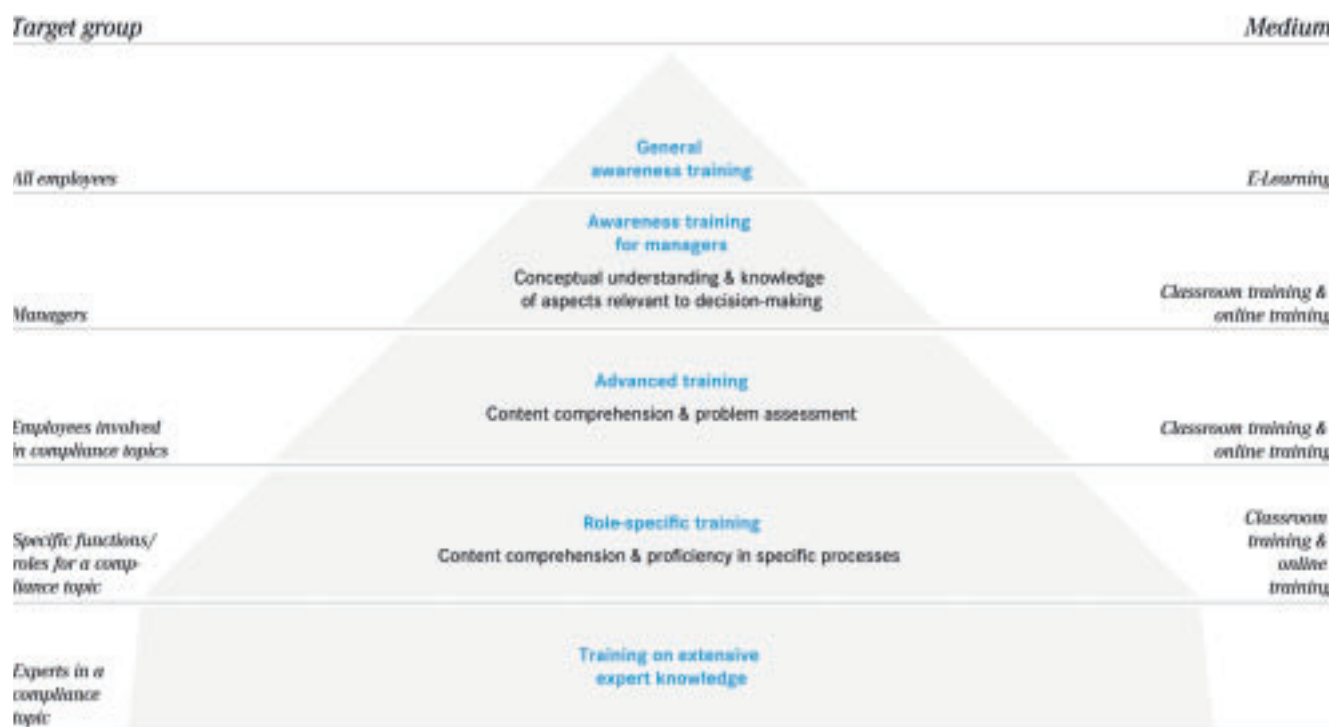 Target group
Medium
General
awareness training
All employees
E-Learning
Awareness training
for managers
Conceptual understanding & knowledge
of aspects relevant to decision-making
Managers
Classroom training &
online training
Advanced training
Content comprehension & problem assessment
Employees involved
in compliance topics
Classroom training &
online training
Role-specific training
Content comprehension & proficiency in specific processes
Specific functions/
roles for a comp-
liance topic
Classroom
training &
online
training
Training on extensive
expert knowledge
Experts in a
compliance
topic